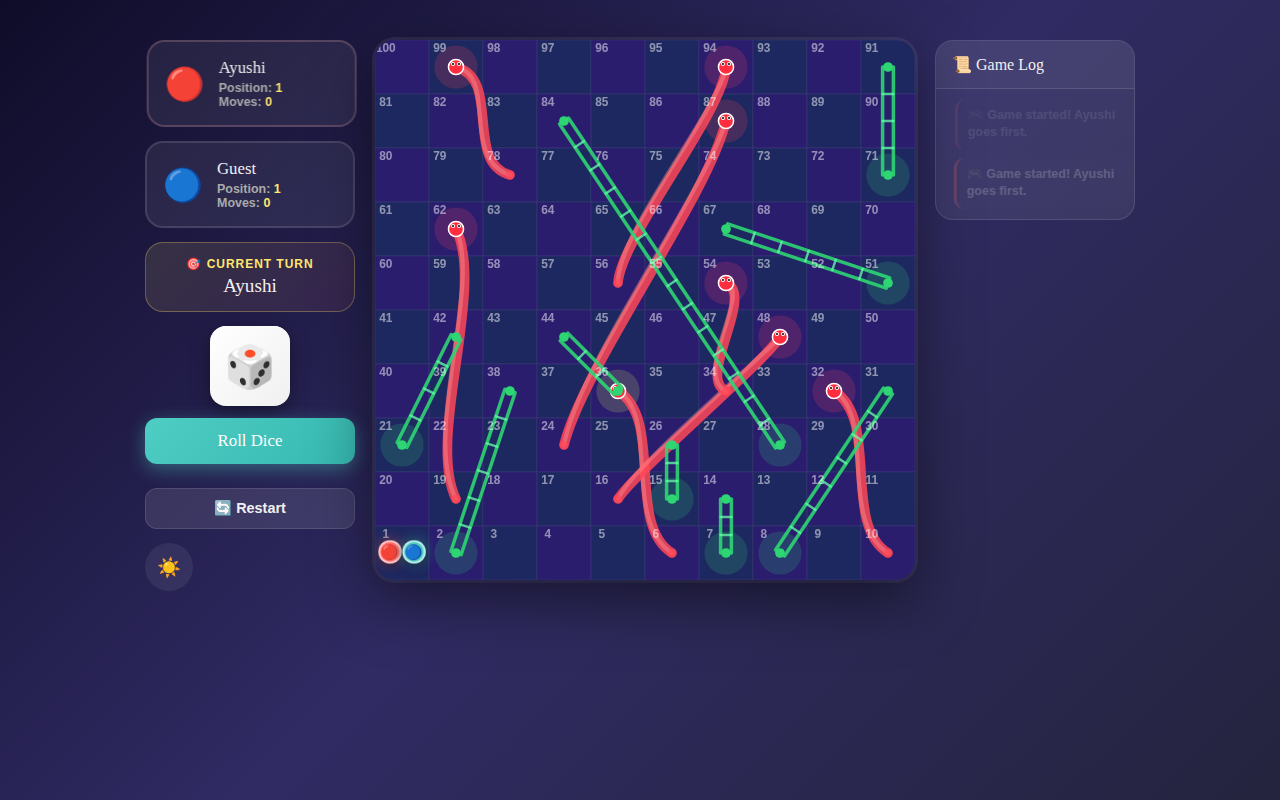 Ayushi
Position: 1
Moves: 0
Guest
Position: 1
Moves: 0
🎯 CURRENT TURN
Ayushi
Roll Dice
🔄 Restart
100 99 98 97 96 95 94 93 92 91
81 82 83 84 85 86 87 88 89 90
80 79 78 77 76 75 74 73 72 71
61 62 63 64 65 66 67 68 69 70
60 59 58 57 56 55 54 53 52 51
41 42 43 44 45 46 47 48 49 50
40 39 38 37 36 35 34 33 32 31
21 22 23 24 25 26 27 28 29 30
20 19 18 17 16 15 14 13 12 11
1 2 3 4 5 6 7 8 9 10
📜 Game Log
🎮 Game started! Ayushi
goes first.
🎮 Game started! Ayushi
goes first.